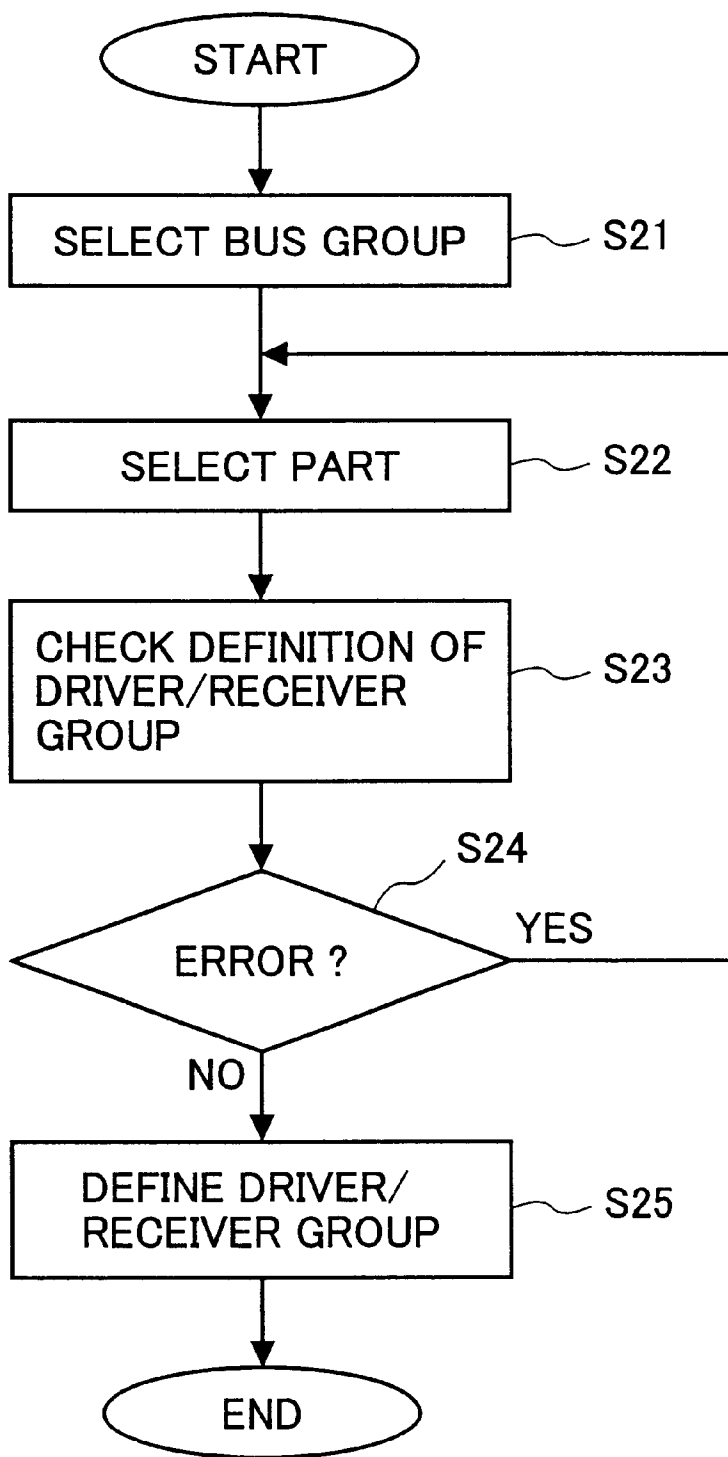 START
SELECT BUS GROUP
S21
SELECT PART
S22
CHECK DEFINITION OF
DRIVER/RECEIVER
GROUP
S23
S24
ERROR ?
YES
NO
DEFINE DRIVER/
RECEIVER GROUP
S25
END